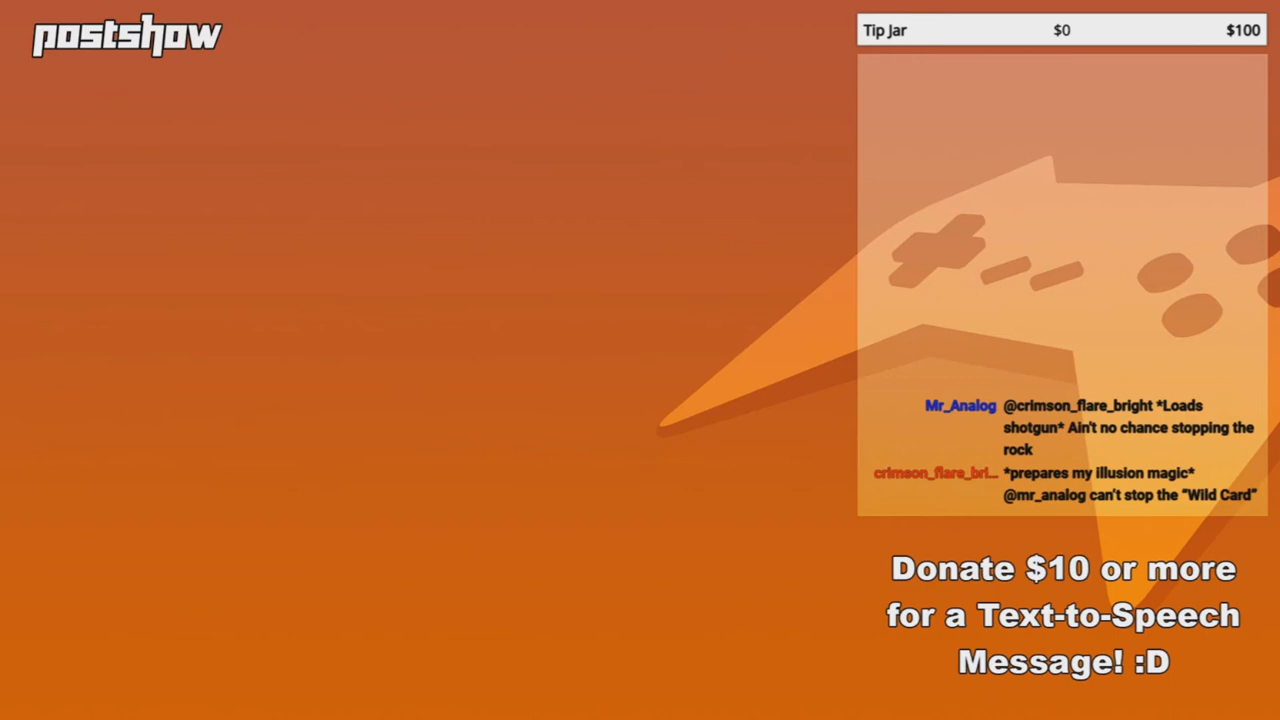 postshow
Tip Jar $0 $100
Mr_Analog @crimson_flare_bright *Loads
shotgun* Ain't no chance stopping the
rock
crimson_flare_bri... *prepares my illusion magic*
@mr_analog can't stop the “Wild Card”
Donate $10 or more
for a Text-to-Speech
Message! :D